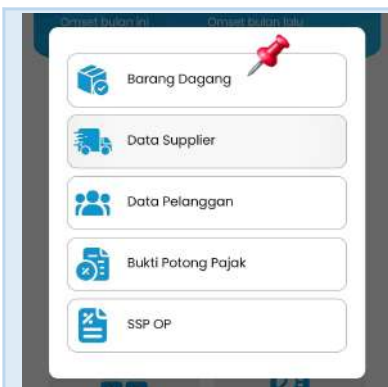 Omset bulan ini Omset bulan lalu
Barang Dagang
Data Supplier
Data Pelanggan
Bukti Potong Pajak
SSP OP